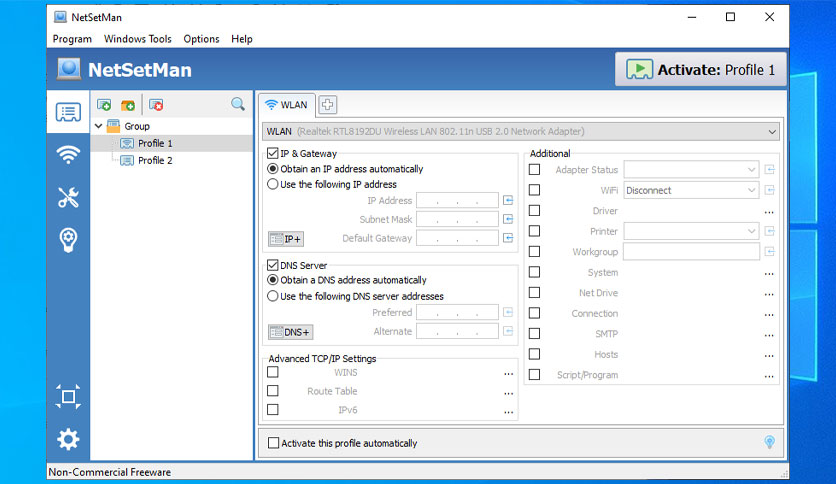 NetSetMan
Program Windows Tools Options Help
NetSetMan
Activate: Profile 1
Group
Profile 1
Profile 2
WLAN
WLAN (Realtek RTL8192DU Wireless LAN 802.11n USB 2.0 Network Adapter)
IP & Gateway
Obtain an IP address automatically
Use the following IP address
IP Address . . .
Subnet Mask . . .
IP+ Default Gateway . . .
DNS Server
Obtain a DNS address automatically
Use the following DNS server addresses
Preferred . . .
DNS+ Alternate . . .
Advanced TCP/IP Settings
WINS ...
Route Table ...
IPv6 ...
Additional
Adapter Status
WiFi Disconnect
Driver ...
Printer
Workgroup
System ...
Net Drive ...
Connection ...
SMTP ...
Hosts ...
Script/Program ...
Activate this profile automatically
Non-Commercial Freeware